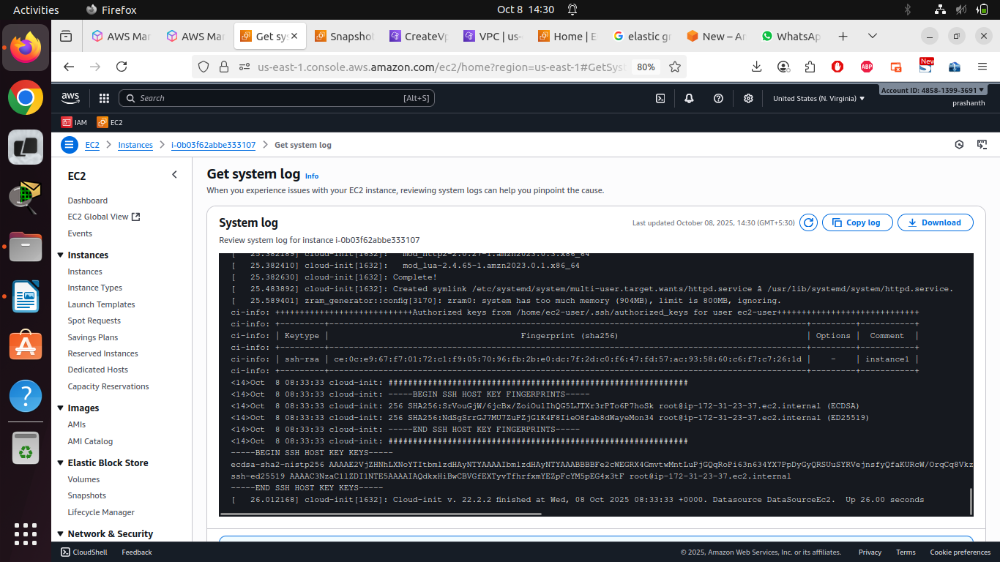 Activities
Firefox
Oct 8 14:30
AWS Mar
AWS Mar
Get sys
Snapshot
CreateVp
VPC | us-
Home | E
elastic gr
New – Am
WhatsAp
us-east-1.console.aws.amazon.com/ec2/home?region=us-east-1#GetSyst
80%
ABP
New
aws
Search
[Alt+S]
United States (N. Virginia)
Account ID: 4858-1399-3691
prashanth
IAM
EC2
EC2
Instances
i-0b03f62abbe333107
Get system log
EC2
Dashboard
EC2 Global View
Events
Instances
Instances
Instance Types
Launch Templates
Spot Requests
Savings Plans
Reserved Instances
Dedicated Hosts
Capacity Reservations
Images
AMIs
AMI Catalog
Elastic Block Store
Volumes
Snapshots
Lifecycle Manager
Network & Security
Get system log Info
When you experience issues with your EC2 instance, reviewing system logs can help you pinpoint the cause.
System log
Last updated October 08, 2025, 14:30 (GMT+5:30)
Copy log
Download
Review system log for instance i-0b03f62abbe333107
[ 25.382189] cloud-init[1632]: mod_http2-2.0.27-1.amzn2023.0.3.x86_64
[ 25.382410] cloud-init[1632]: mod_lua-2.4.65-1.amzn2023.0.1.x86_64
[ 25.382630] cloud-init[1632]: Complete!
[ 25.483892] cloud-init[1632]: Created symlink /etc/systemd/system/multi-user.target.wants/httpd.service â /usr/lib/systemd/system/httpd.service.
[ 25.589401] zram_generator::config[3170]: zram0: system has too much memory (904MB), limit is 800MB, ignoring.
ci-info: ++++++++++++++++++++++++++++Authorized keys from /home/ec2-user/.ssh/authorized_keys for user ec2-user+++++++++++++++++++++++++++++
ci-info: +---------+-------------------------------------------------------------------------------------------------+---------+-----------+
ci-info: | Keytype | Fingerprint (sha256) | Options | Comment |
ci-info: +---------+-------------------------------------------------------------------------------------------------+---------+-----------+
ci-info: | ssh-rsa | ce:0c:e9:67:f7:01:72:c1:f9:05:70:96:fb:2b:e0:dc:7f:2d:c0:f6:47:fd:57:ac:93:58:60:c6:f7:c7:26:1d | - | instance1 |
ci-info: +---------+-------------------------------------------------------------------------------------------------+---------+-----------+
<14>Oct 8 08:33:33 cloud-init: #############################################################
<14>Oct 8 08:33:33 cloud-init: -----BEGIN SSH HOST KEY FINGERPRINTS-----
<14>Oct 8 08:33:33 cloud-init: 256 SHA256:SrVouGjW/6jcBx/ZoiOulIhQG5LJTXr3rPTo6P7hoSk root@ip-172-31-23-37.ec2.internal (ECDSA)
<14>Oct 8 08:33:33 cloud-init: 256 SHA256:NdSgSrrGJ7MU7ZuPZjG1K4F8IieO8fab8dWayeMon34 root@ip-172-31-23-37.ec2.internal (ED25519)
<14>Oct 8 08:33:33 cloud-init: -----END SSH HOST KEY FINGERPRINTS-----
<14>Oct 8 08:33:33 cloud-init: #############################################################
-----BEGIN SSH HOST KEY KEYS-----
ecdsa-sha2-nistp256 AAAAE2VjZHNhLXNoYTItbmlzdHAyNTYAAAAIbmlzdHAyNTYAAABBBBFe2cWEGRX4GmvtwMntLuPjGQqRoPi63n634YX7PpDyGyQRSUuSYRVejnsfyQfaKURcW/OrqCq8Vkz
ssh-ed25519 AAAAC3NzaC1lZDI1NTE5AAAAIAQdkxHiBwCBVGfEXTyvTfhrfxmYEZpFcYM5pEG4x3tF root@ip-172-31-23-37.ec2.internal
-----END SSH HOST KEY KEYS-----
[ 26.012168] cloud-init[1632]: Cloud-init v. 22.2.2 finished at Wed, 08 Oct 2025 08:33:33 +0000. Datasource DataSourceEc2. Up 26.00 seconds
CloudShell
Feedback
© 2025, Amazon Web Services, Inc. or its affiliates.
Privacy
Terms
Cookie preferences